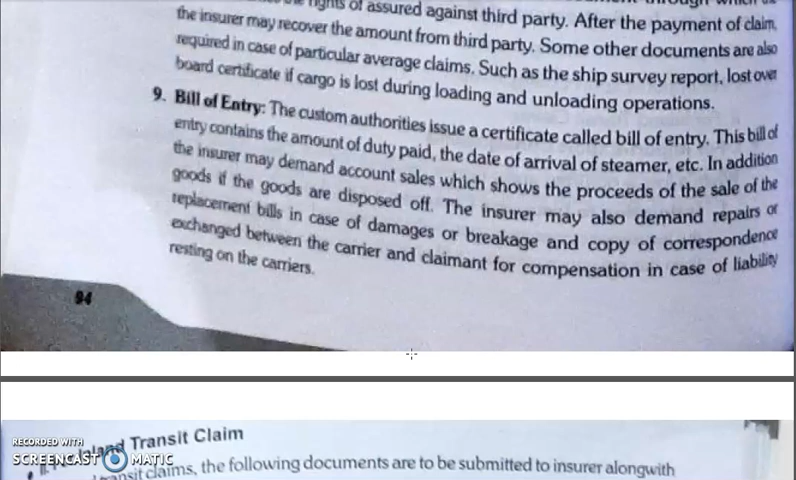 rights of assured against third party. After the payment of claim,
the insurer may recover the amount from third party. Some other documents are also
required in case of particular average claims. Such as the ship survey report, lost over
board certificate if cargo is lost during loading and unloading operations.
9. Bill of Entry: The custom authorities issue a certificate called bill of entry. This bill of
entry contains the amount of duty paid, the date of arrival of steamer, etc. In addition
the insurer may demand account sales which shows the proceeds of the sale of the
goods if the goods are disposed off. The insurer may also demand repairs or
replacement bills in case of damages or breakage and copy of correspondence
exchanged between the carrier and claimant for compensation in case of liability
resting on the carriers.
94
Transit Claim
RECORDED WITH
SCREENCAST MATIC
claims, the following documents are to be submitted to insurer alongwith